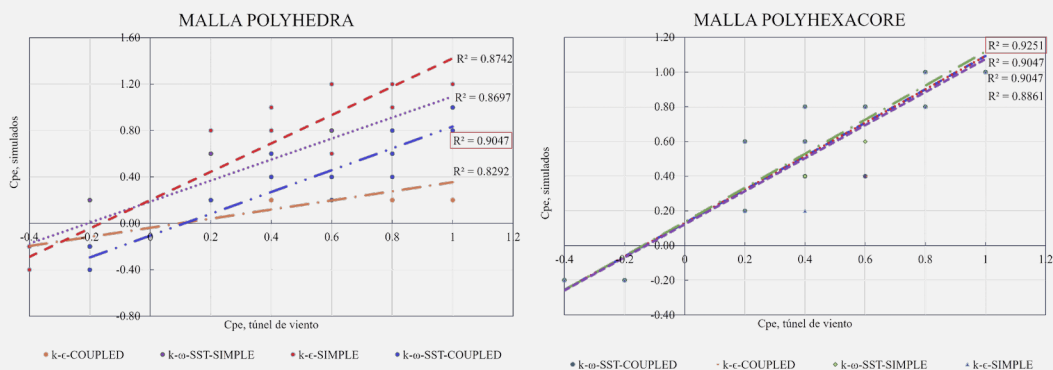 MALLA POLYHEDRA
1.60
1.20
0.80
0.40
0.00
-0.40
-0.80
-0.4
-0.2
0
0.2
0.4
0.6
0.8
1
1.2
R² = 0.8742
R² = 0.8697
R² = 0.9047
R² = 0.8292
Cpe, simulados
Cpe, túnel de viento
k-ϵ-COUPLED
k-ω-SST-SIMPLE
k-ϵ-SIMPLE
k-ω-SST-COUPLED
MALLA POLYHEXACORE
1.20
1.00
0.80
0.60
0.40
0.20
0.00
-0.20
-0.40
-0.4
-0.2
0
0.2
0.4
0.6
0.8
1
1.2
R² = 0.9251
R² = 0.9047
R² = 0.9047
R² = 0.8861
Cpe, simulados
Cpe, túnel de viento
k-ω-SST-COUPLED
k-ϵ-COUPLED
k-ω-SST-SIMPLE
k-ϵ-SIMPLE